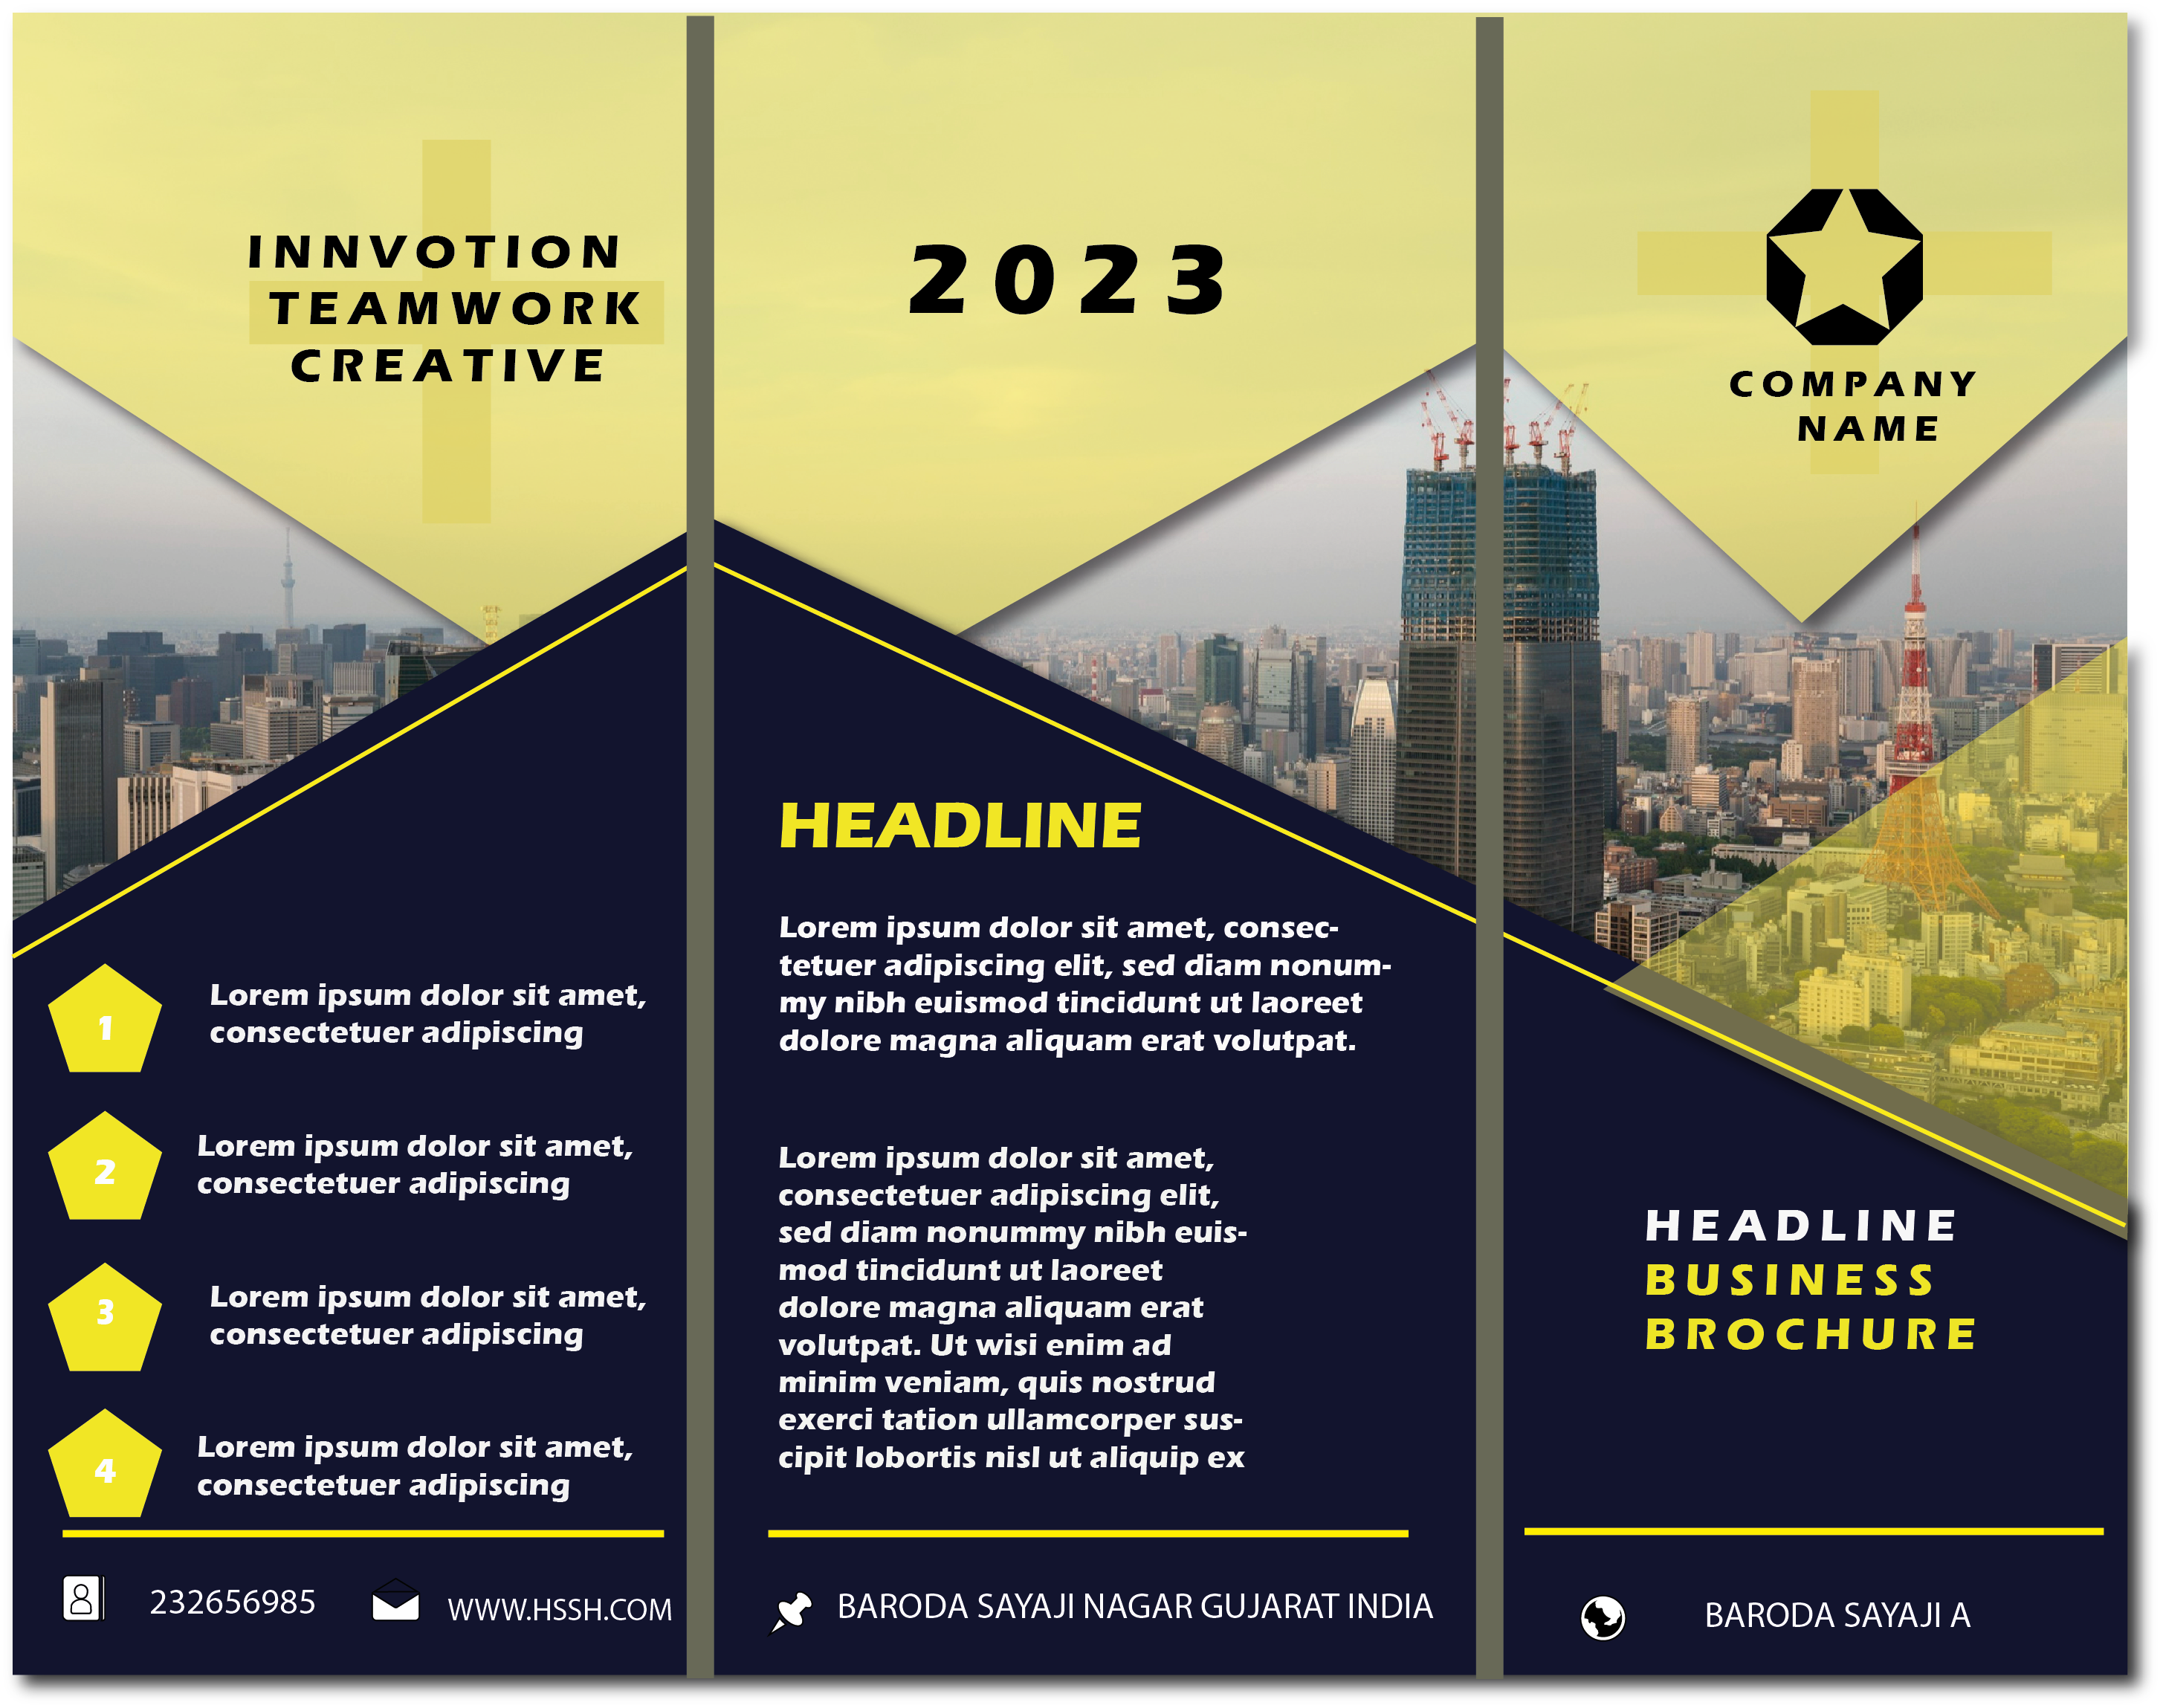 INNVOTION
TEAMWORK
CREATIVE
1
Lorem ipsum dolor sit amet,
consectetuer adipiscing
2
Lorem ipsum dolor sit amet,
consectetuer adipiscing
3
Lorem ipsum dolor sit amet,
consectetuer adipiscing
4
Lorem ipsum dolor sit amet,
consectetuer adipiscing
232656985
WWW.HSSH.COM
2023
HEADLINE
Lorem ipsum dolor sit amet, consec-
tetuer adipiscing elit, sed diam nonum-
my nibh euismod tincidunt ut laoreet
dolore magna aliquam erat volutpat.
Lorem ipsum dolor sit amet,
consectetuer adipiscing elit,
sed diam nonummy nibh euis-
mod tincidunt ut laoreet
dolore magna aliquam erat
volutpat. Ut wisi enim ad
minim veniam, quis nostrud
exerci tation ullamcorper sus-
cipit lobortis nisl ut aliquip ex
BARODA SAYAJI NAGAR GUJARAT INDIA
COMPANY
NAME
HEADLINE
BUSINESS
BROCHURE
BARODA SAYAJI A